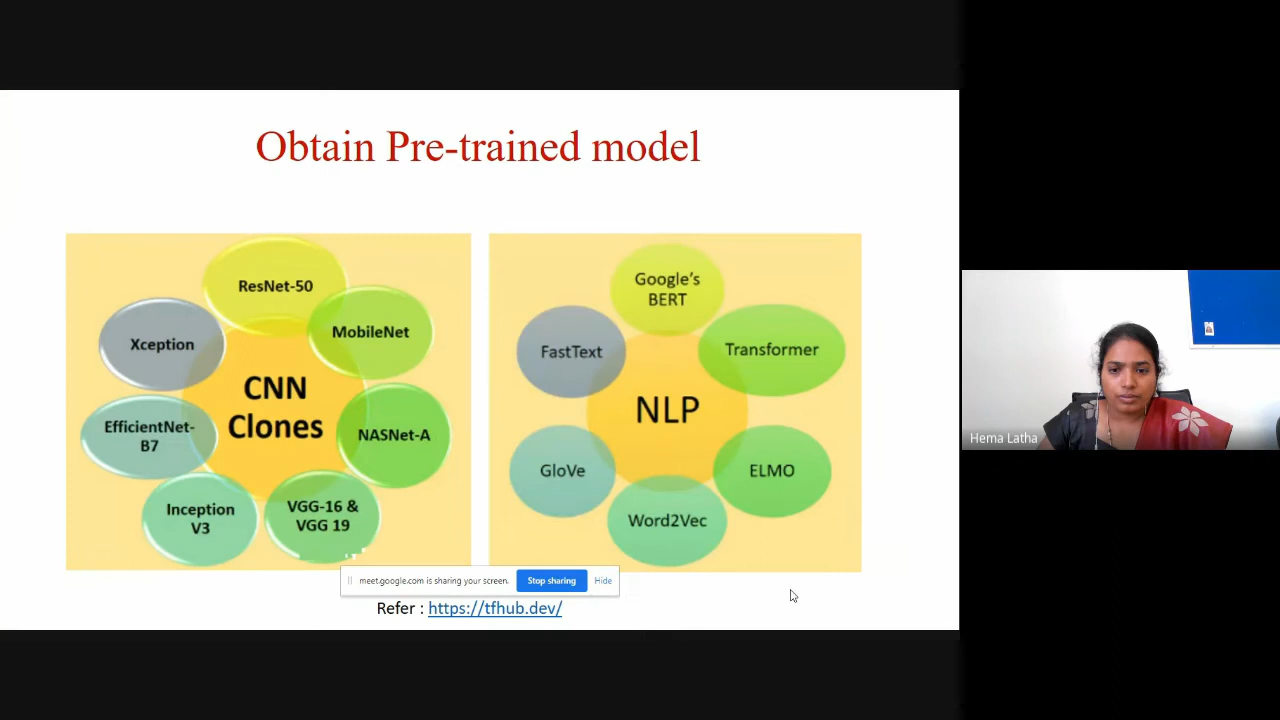 Obtain Pre-trained model
ResNet-50
MobileNet
Xception
CNN
Clones
EfficientNet-
B7
NASNet-A
Inception
V3
VGG-16 &
VGG 19
Google's
BERT
FastText
Transformer
NLP
GloVe
ELMO
Word2Vec
meet.google.com is sharing your screen.
Stop sharing
Hide
Refer : https://tfhub.dev/
Hema Latha